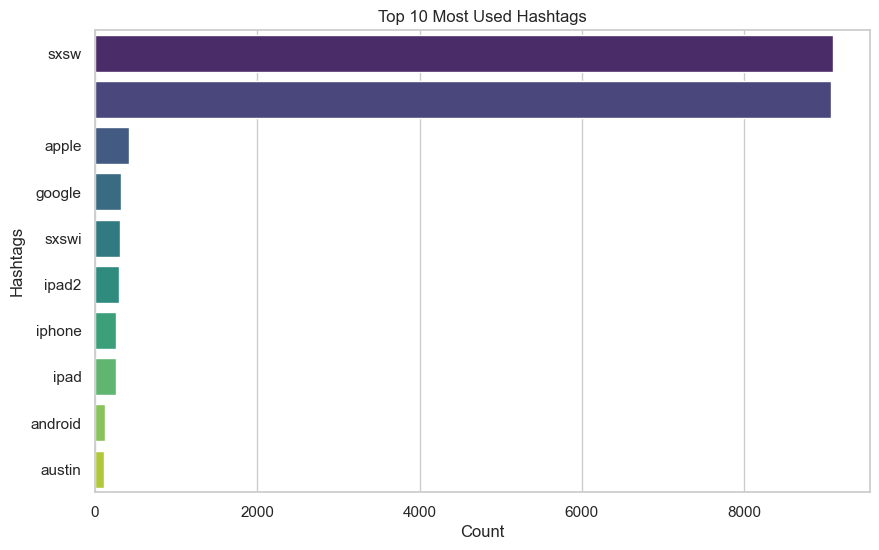 Top 10 Most Used Hashtags
sxsw
apple
google
sxswi
ipad2
iphone
ipad
android
austin
Hashtags
0 2000 4000 6000 8000
Count